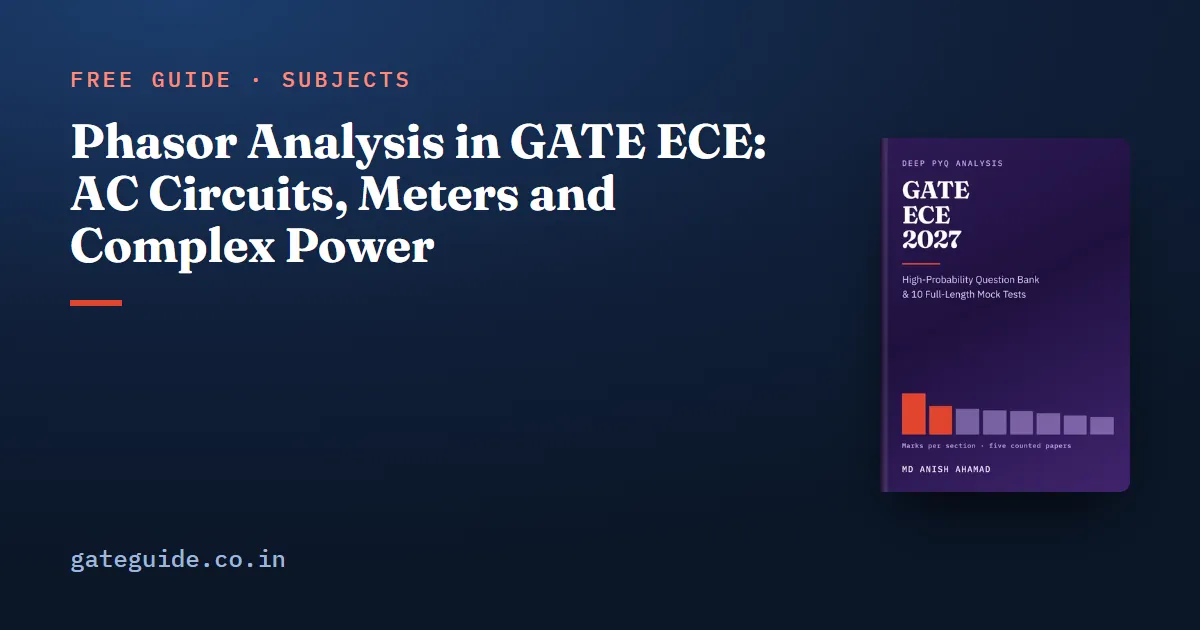 FREE GUIDE · SUBJECTS
Phasor Analysis in GATE ECE:
AC Circuits, Meters and
Complex Power
gateguide.co.in
DEEP PYQ ANALYSIS
GATE
ECE
2027
High-Probability Question Bank
& 10 Full-Length Mock Tests
Marks per section · five counted papers
MD ANISH AHAMAD